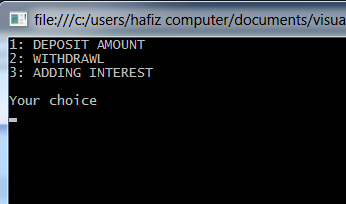 file:///c:/users/hafiz computer/documents/visua
1: DEPOSIT AMOUNT
2: WITHDRAWL
3: ADDING INTEREST
Your choice